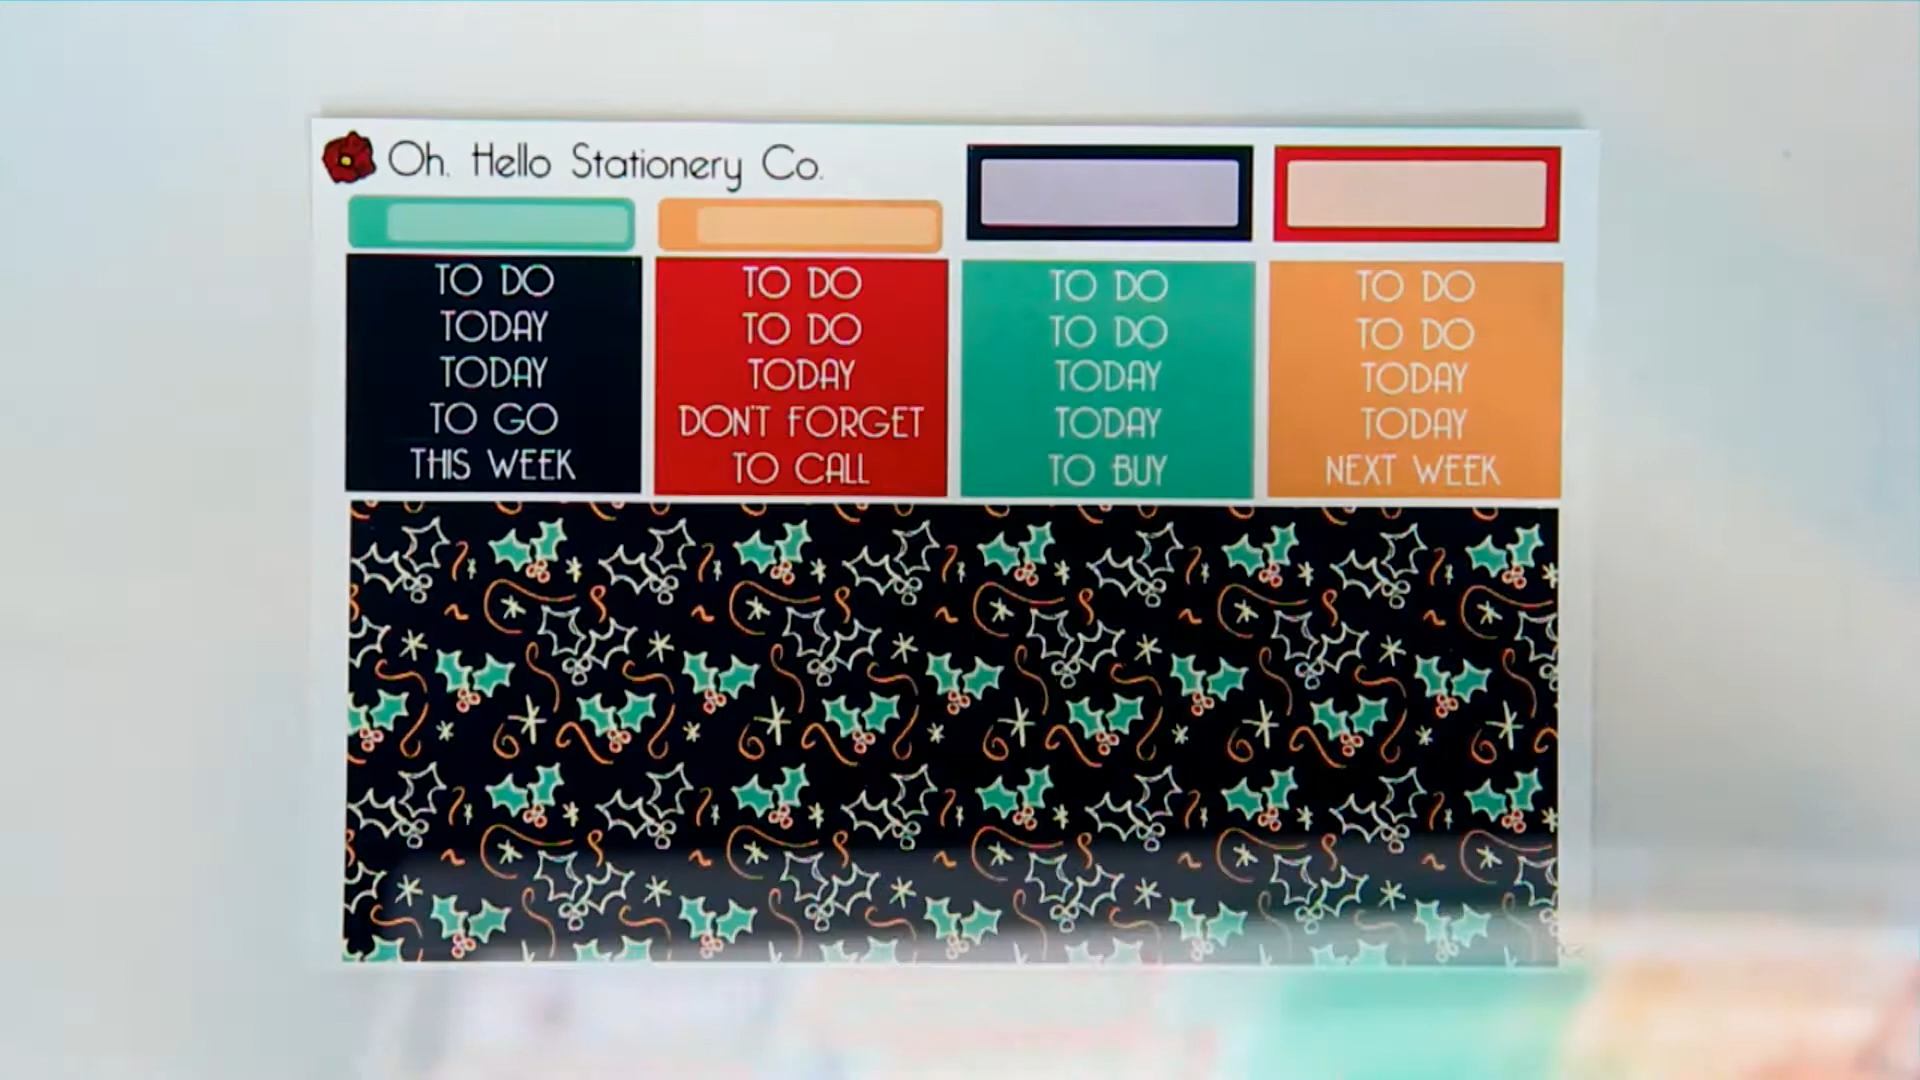 Oh, Hello Stationery Co.
TO DO
TODAY
TODAY
TO GO
THIS WEEK
TO DO
TO DO
TODAY
DON'T FORGET
TO CALL
TO DO
TO DO
TODAY
TODAY
TO BUY
TO DO
TO DO
TODAY
TODAY
NEXT WEEK